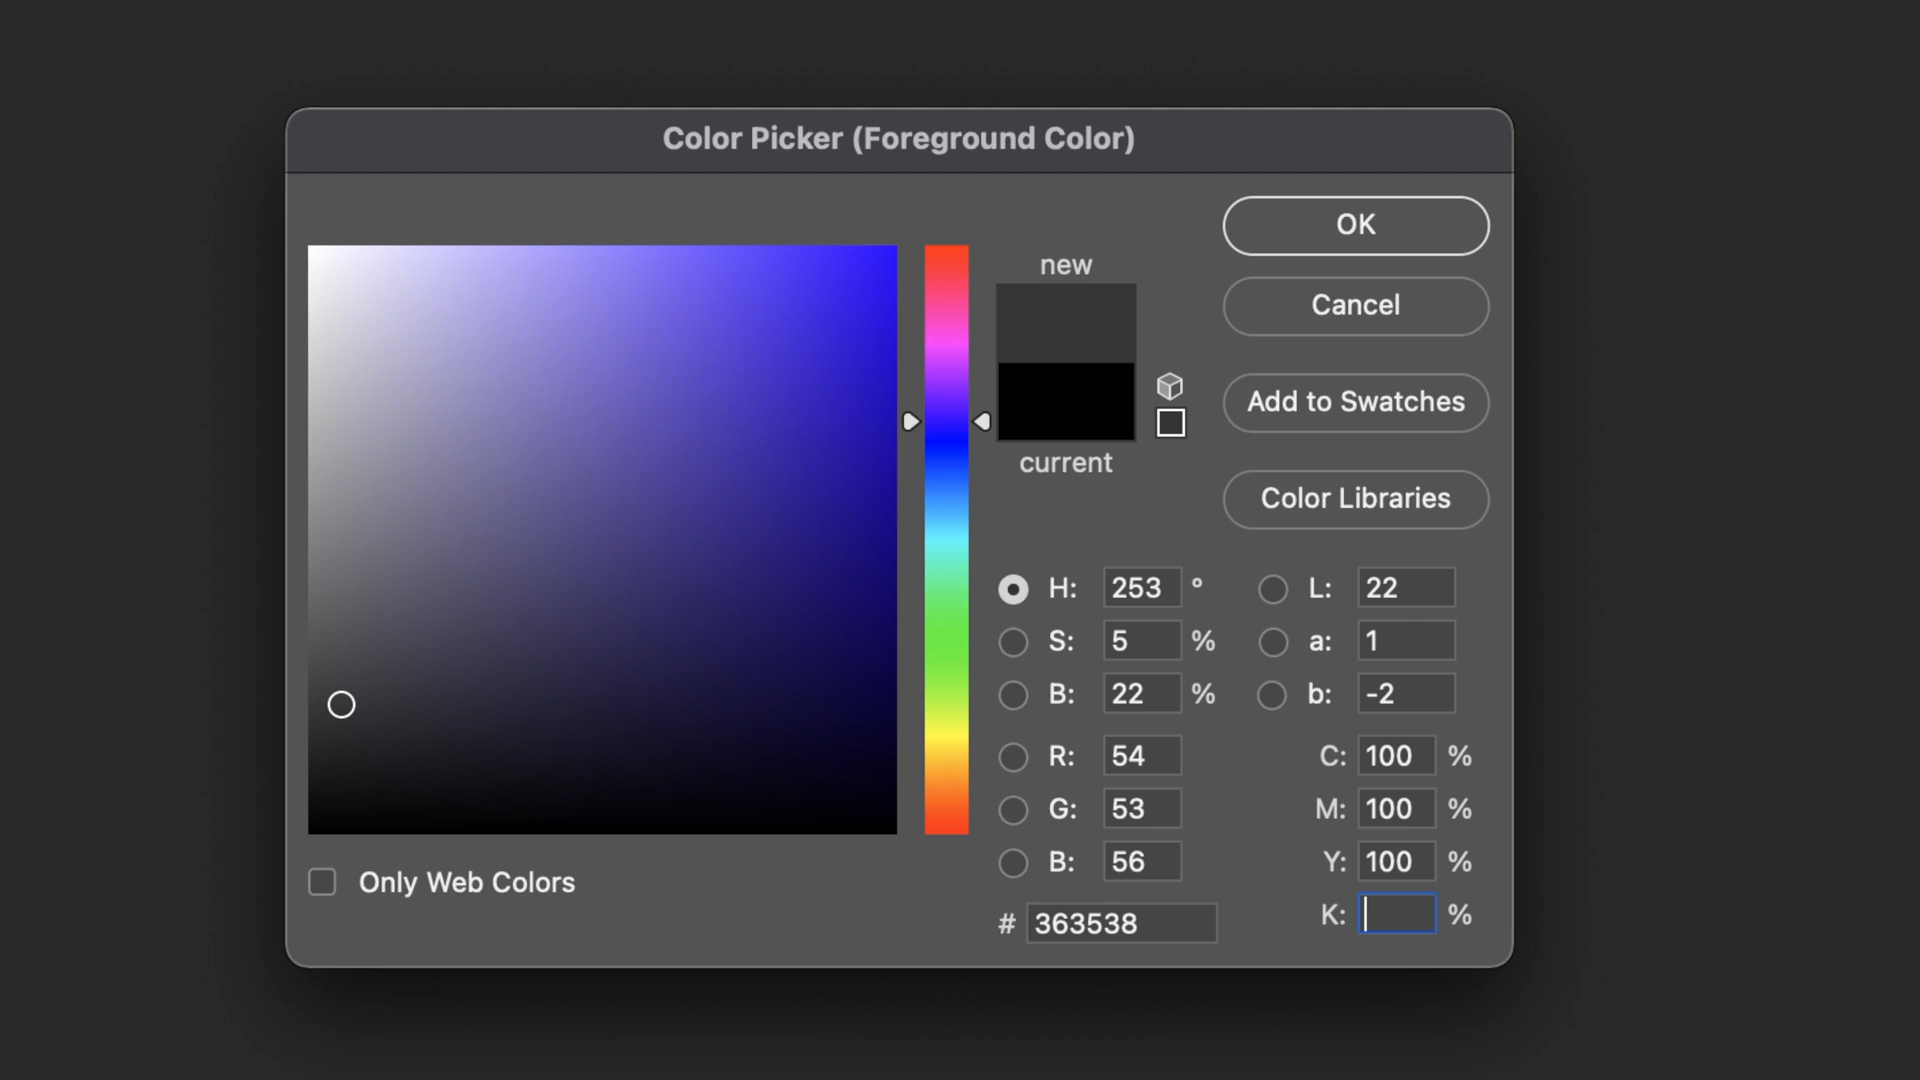 Color Picker (Foreground Color)
OK
new
Cancel
Add to Swatches
current
Color Libraries
H: 253 °
L: 22
S: 5 %
a: 1
B: 22 %
b: -2
R: 54
C: 100 %
G: 53
M: 100 %
B: 56
Y: 100 %
Only Web Colors
# 363538
K: %